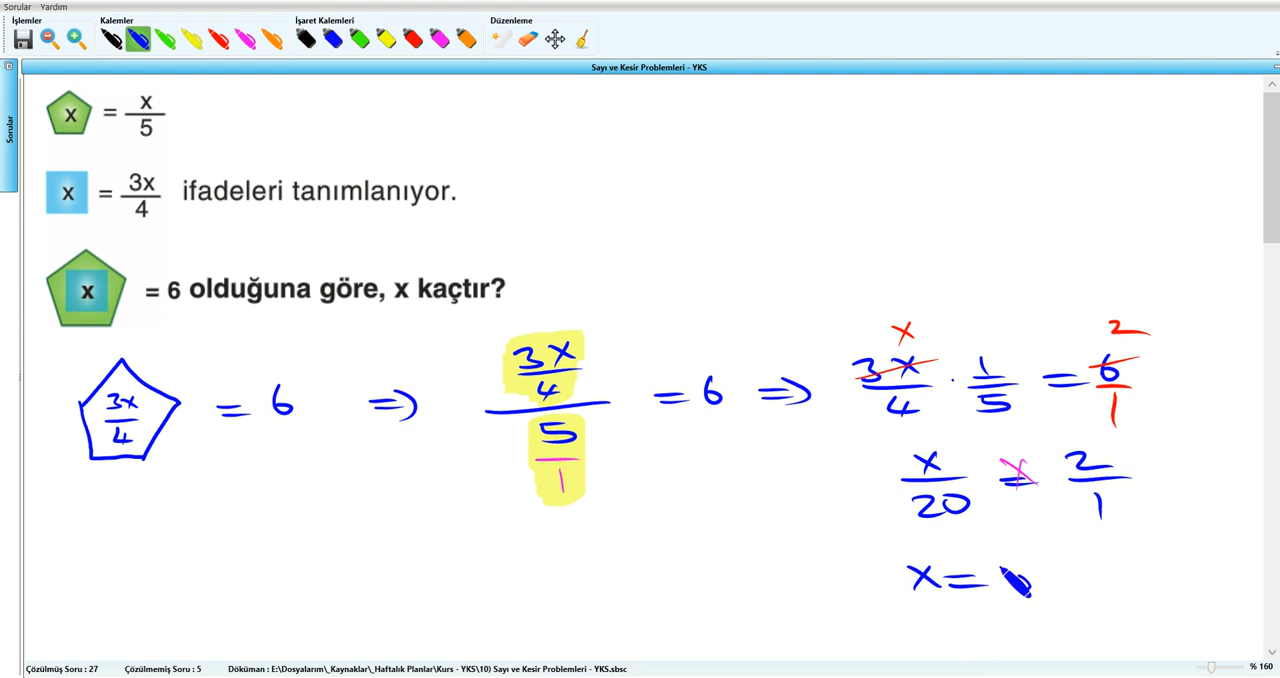 Sorular Yardım
İşlemler Kalemler İşaret Kalemleri Düzenleme
Sayı ve Kesir Problemleri - YKS
Sorular
x = x/5
x = 3x/4 ifadeleri tanımlanıyor.
x = 6 olduğuna göre, x kaçtır?
3x/4 = 6 ⇒ (3x/4)/(5/1) = 6 ⇒ 3x/4 · 1/5 = 6/1
x 2
x/20 = 2/1
x =
Çözülmüş Soru : 27 Çözülmemiş Soru : 5 Döküman : E:\Dosyalarım\_Kaynaklar\_Haftalık Planlar\Kurs - YKS\10) Sayı ve Kesir Problemleri - YKS.sbsc % 160